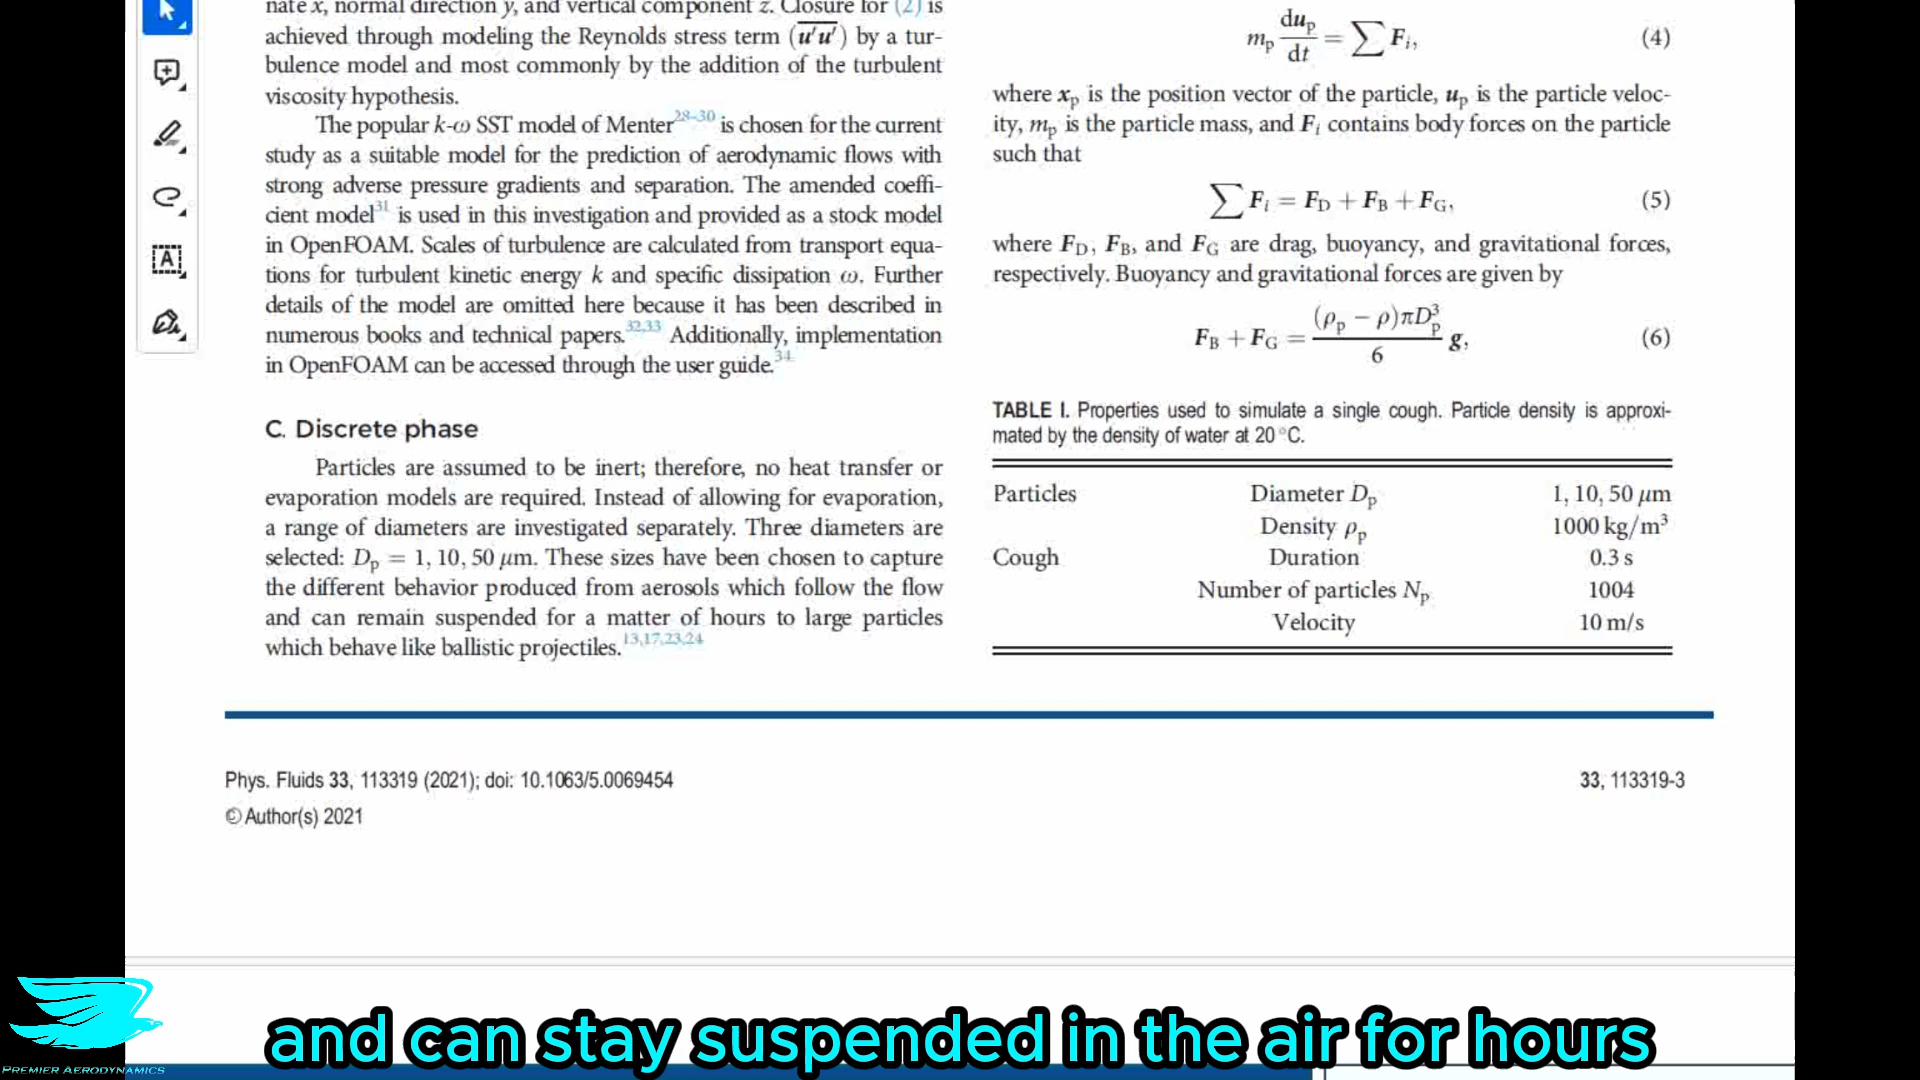 nate x, normal direction y, and vertical component z. Closure for (2) is
achieved through modeling the Reynolds stress term (u′u′) by a tur-
bulence model and most commonly by the addition of the turbulent
viscosity hypothesis.
The popular k-ω SST model of Menter28–30 is chosen for the current
study as a suitable model for the prediction of aerodynamic flows with
strong adverse pressure gradients and separation. The amended coeffi-
cient model31 is used in this investigation and provided as a stock model
in OpenFOAM. Scales of turbulence are calculated from transport equa-
tions for turbulent kinetic energy k and specific dissipation ω. Further
details of the model are omitted here because it has been described in
numerous books and technical papers.32,33 Additionally, implementation
in OpenFOAM can be accessed through the user guide.34
C. Discrete phase
Particles are assumed to be inert; therefore, no heat transfer or
evaporation models are required. Instead of allowing for evaporation,
a range of diameters are investigated separately. Three diameters are
selected: Dp = 1, 10, 50 μm. These sizes have been chosen to capture
the different behavior produced from aerosols which follow the flow
and can remain suspended for a matter of hours to large particles
which behave like ballistic projectiles.13,17,23,24
mp dup/dt = ∑ Fi, (4)
where xp is the position vector of the particle, up is the particle veloc-
ity, mp is the particle mass, and Fi contains body forces on the particle
such that
∑ Fi = FD + FB + FG, (5)
where FD, FB, and FG are drag, buoyancy, and gravitational forces,
respectively. Buoyancy and gravitational forces are given by
FB + FG = (ρp − ρ)πDp³/6 g, (6)
TABLE I. Properties used to simulate a single cough. Particle density is approxi-
mated by the density of water at 20 °C.
Particles Diameter Dp 1, 10, 50 μm
Density ρp 1000 kg/m³
Cough Duration 0.3 s
Number of particles Np 1004
Velocity 10 m/s
Phys. Fluids 33, 113319 (2021); doi: 10.1063/5.0069454
33, 113319-3
© Author(s) 2021
and can stay suspended in the air for hours
PREMIER AERODYNAMICS